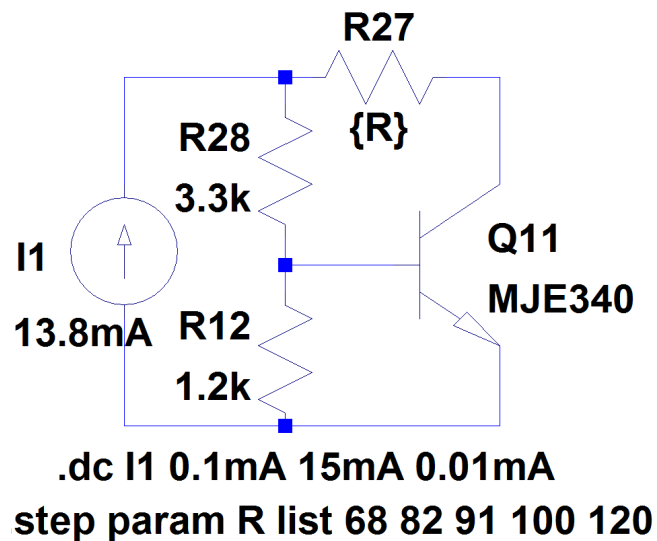 R27
{R}
R28
3.3k
I1
13.8mA
Q11
MJE340
R12
1.2k
.dc I1 0.1mA 15mA 0.01mA
.step param R list 68 82 91 100 120